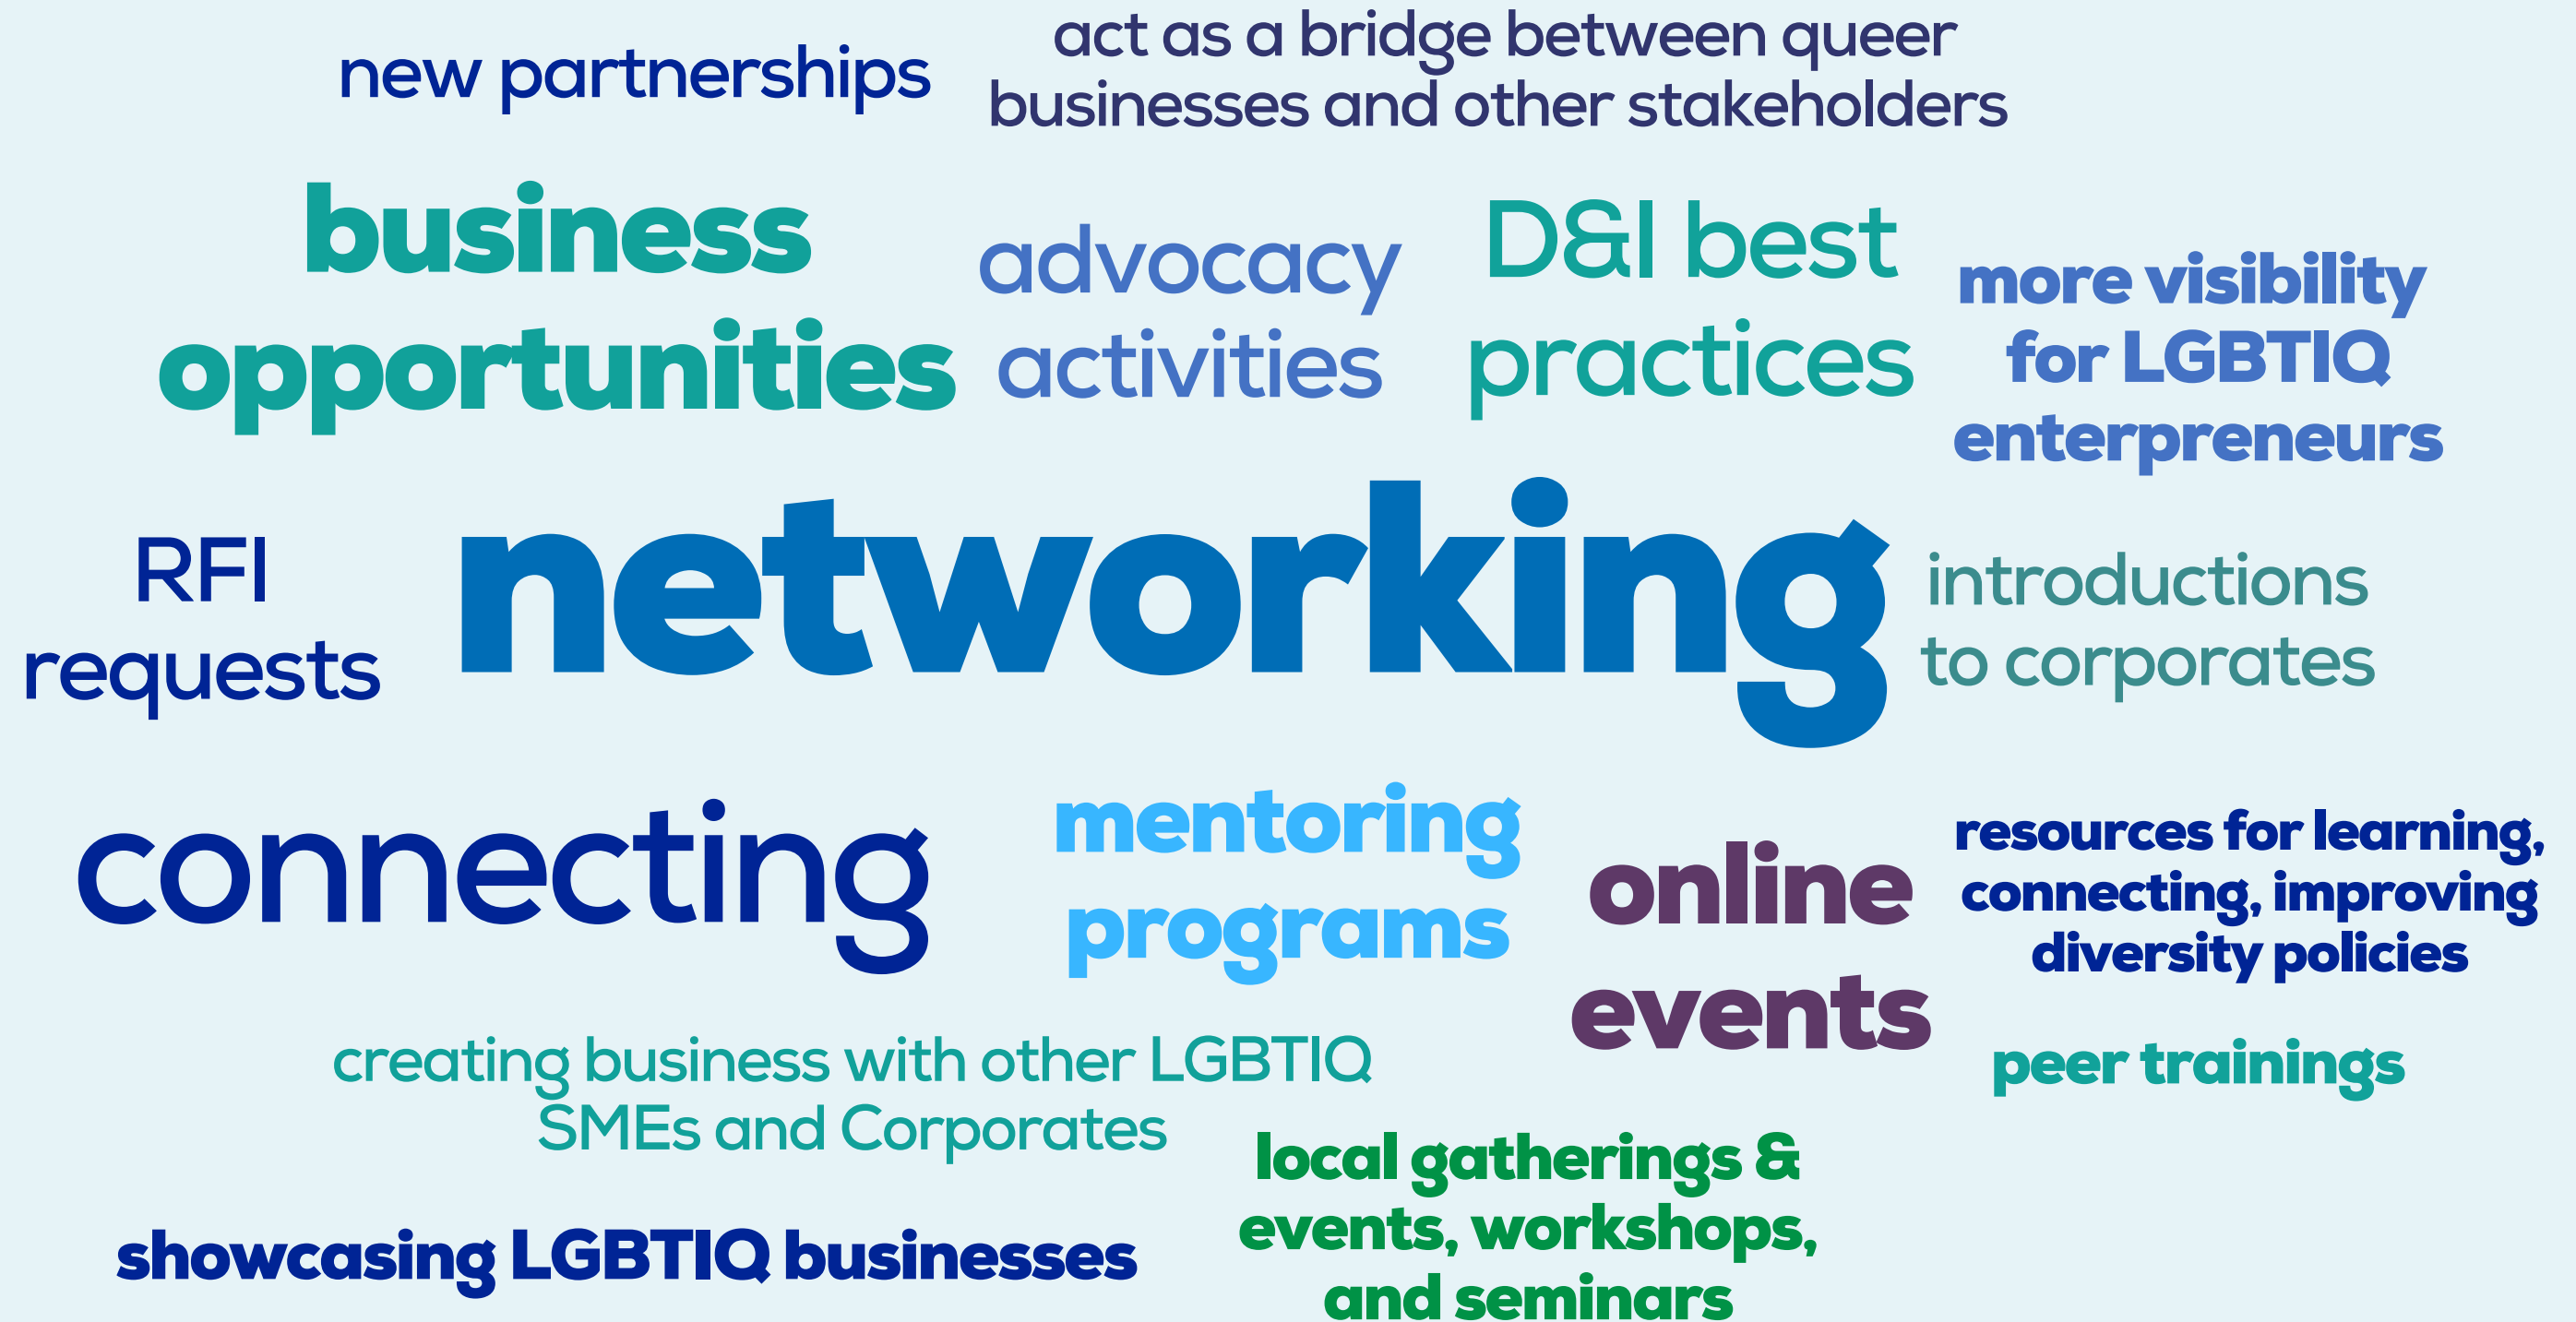 new partnerships
act as a bridge between queer
businesses and other stakeholders
business
opportunities
advocacy
activities
D&I best
practices
more visibility
for LGBTIQ
enterpreneurs
RFI
requests
networking
introductions
to corporates
connecting
mentoring
programs
online
events
resources for learning,
connecting, improving
diversity policies
peer trainings
creating business with other LGBTIQ
SMEs and Corporates
local gatherings &
events, workshops,
and seminars
showcasing LGBTIQ businesses